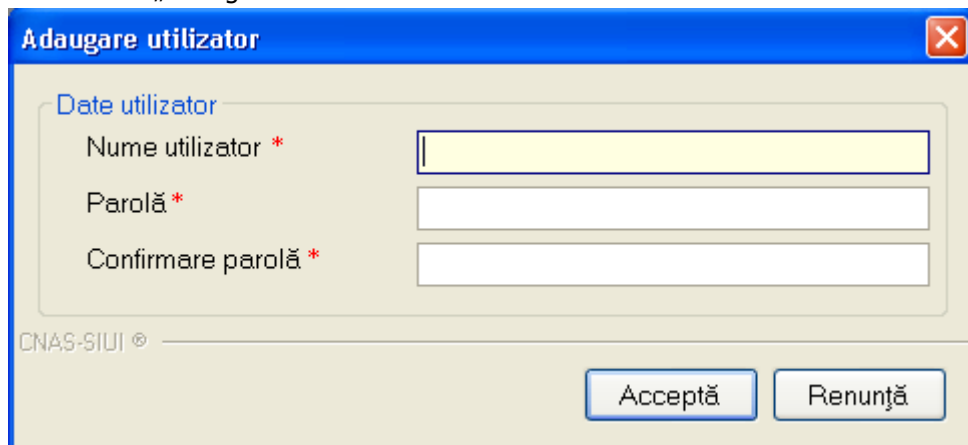 Adaugare utilizator
Date utilizator
Nume utilizator *
Parolă *
Confirmare parolă *
CNAS-SIUI ®
Acceptă Renunţă